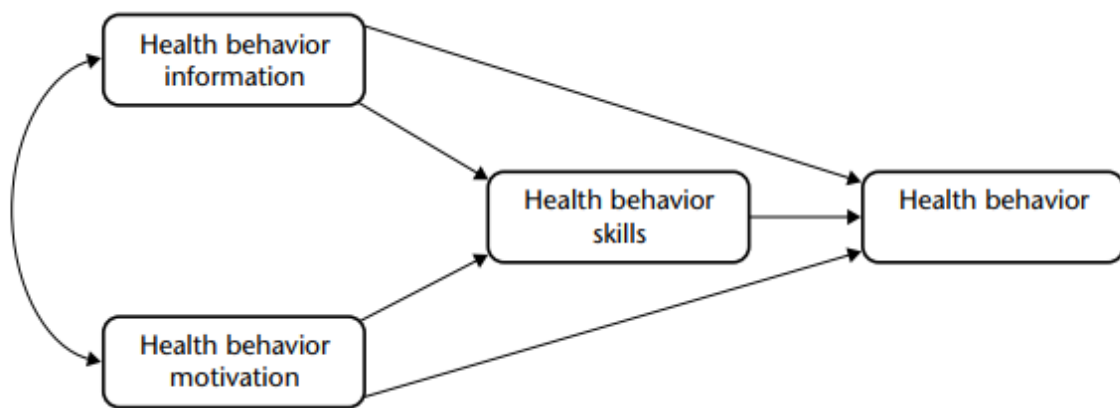 Health behavior
information
Health behavior
skills
Health behavior
Health behavior
motivation